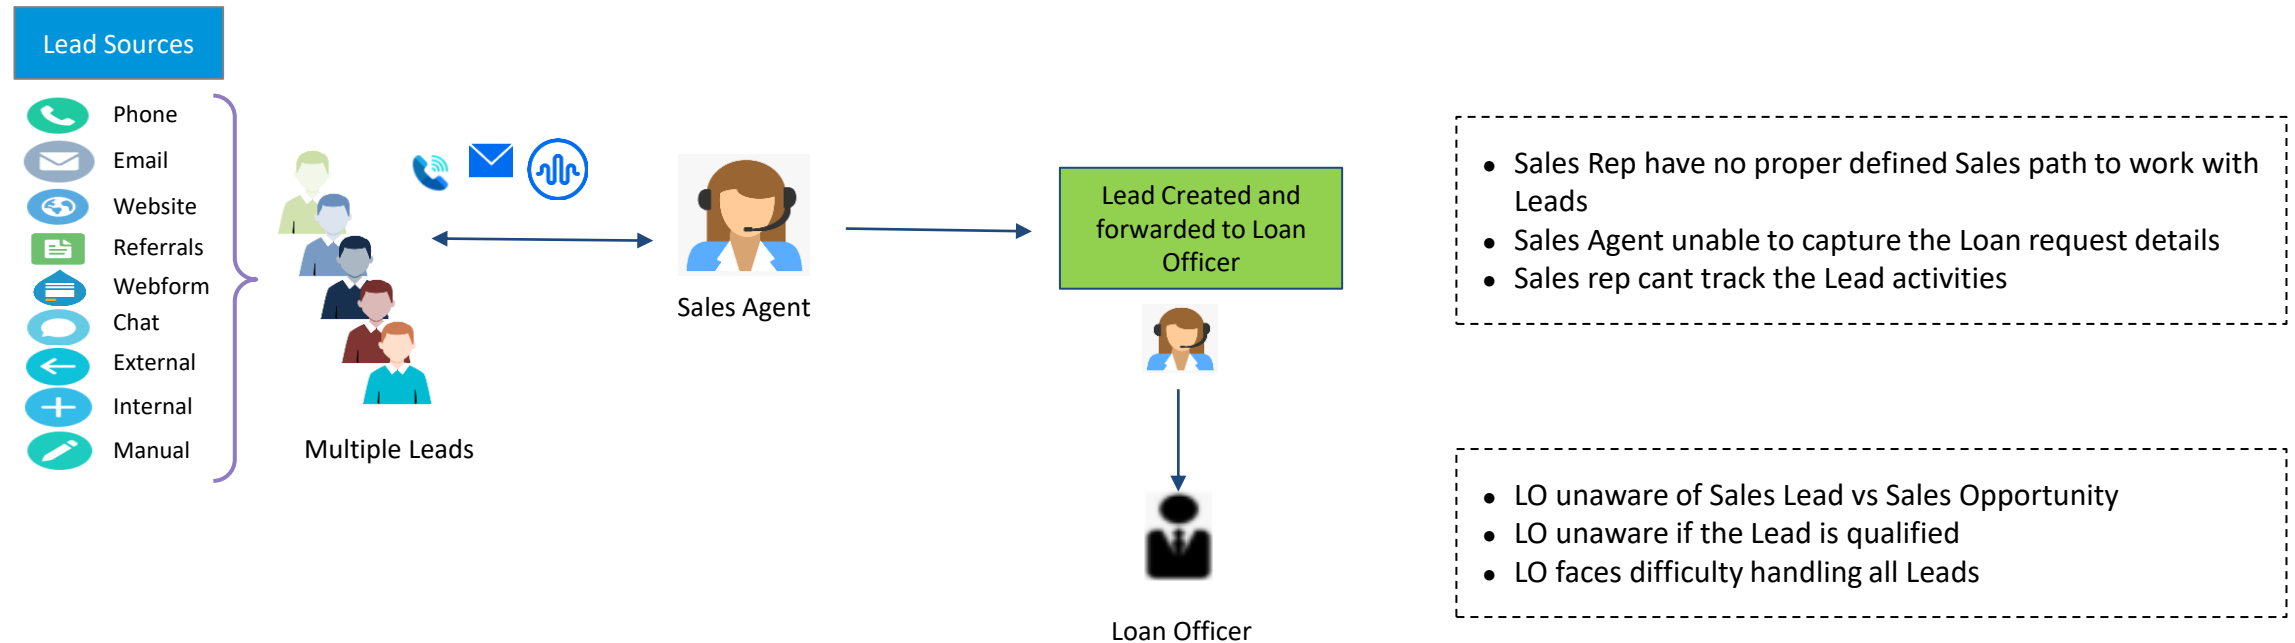 Lead Sources
Phone
Email
Website
Referrals
Webform
Chat
External
Internal
Manual
Multiple Leads
Sales Agent
Lead Created and
forwarded to Loan
Officer
Loan Officer
• Sales Rep have no proper defined Sales path to work with
Leads
• Sales Agent unable to capture the Loan request details
• Sales rep cant track the Lead activities
• LO unaware of Sales Lead vs Sales Opportunity
• LO unaware if the Lead is qualified
• LO faces difficulty handling all Leads